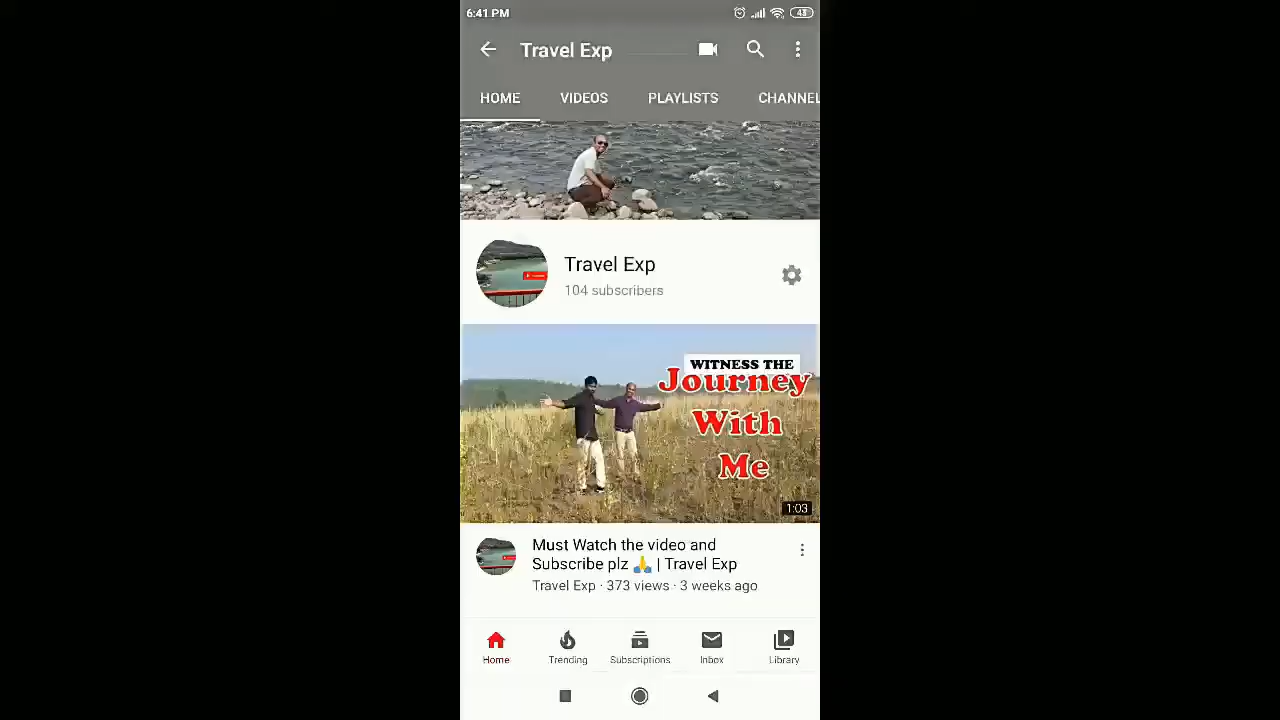 6:41 PM
43
Travel Exp
HOME
VIDEOS
PLAYLISTS
CHANNEL
Travel Exp
104 subscribers
WITNESS THE
Journey
With
Me
1:03
Must Watch the video and
Subscribe plz 🙏 | Travel Exp
Travel Exp · 373 views · 3 weeks ago
Home
Trending
Subscriptions
Inbox
Library